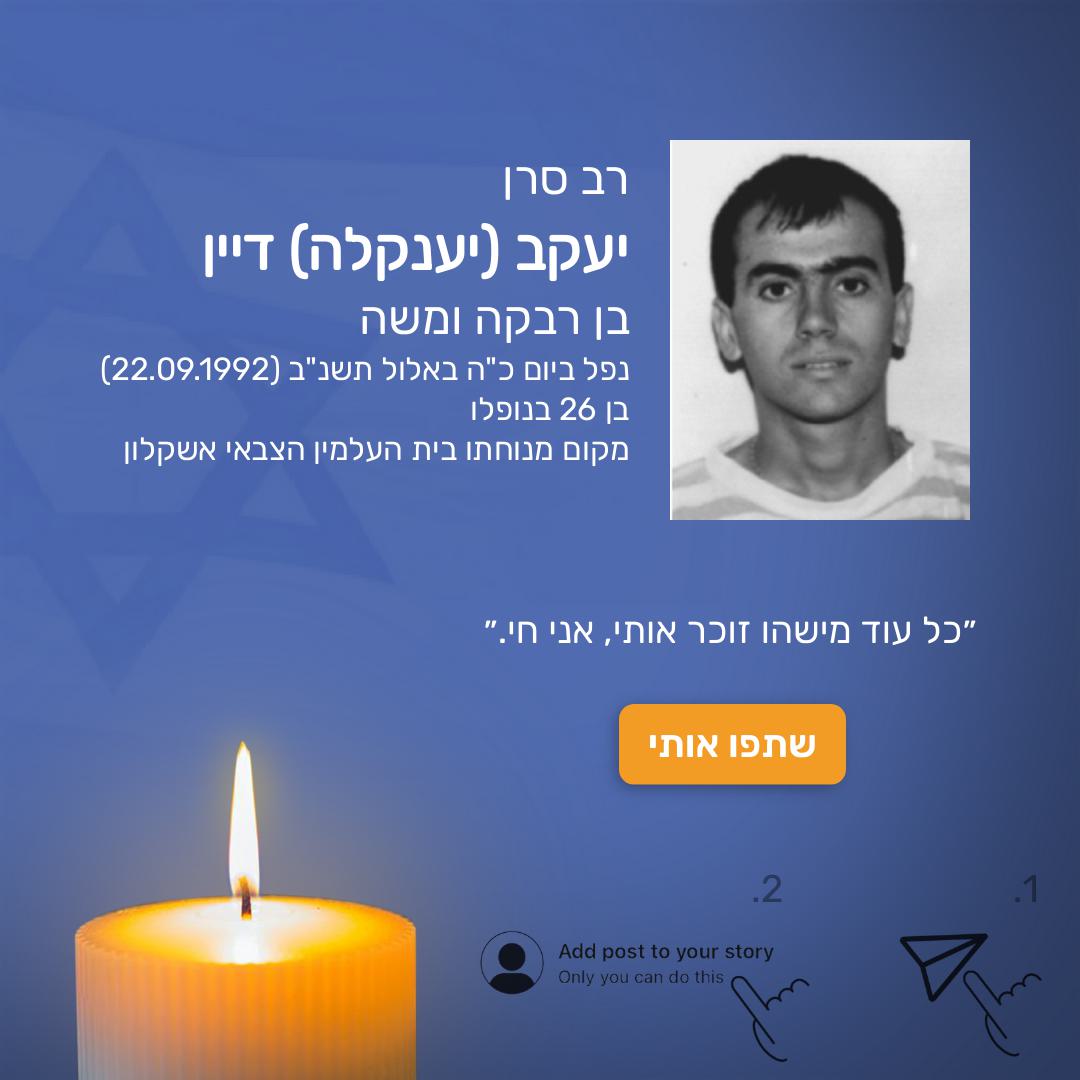 רב סרן
יעקב (יענקלה) דיין
בן רבקה ומשה
נפל ביום כ"ה באלול תשנ"ב (22.09.1992)
בן 26 בנופלו
מקום מנוחתו בית העלמין הצבאי אשקלון
״כל עוד מישהו זוכר אותי, אני חי.״
שתפו אותי
.1
.2
Add post to your story
Only you can do this